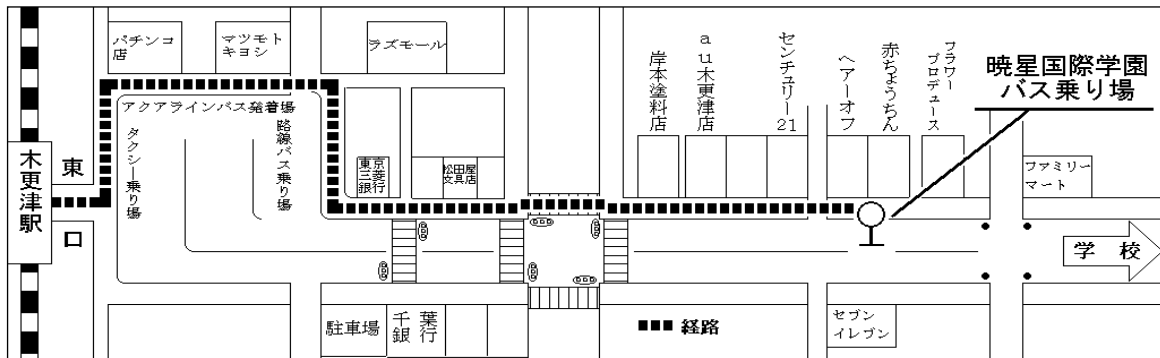 パチンコ
店
マツモト
キヨシ
ラズモール
岸本塗料店
au木更津店
センチュリー21
ヘアーオフ
赤ちょうちん
フラワー
プロデュース
暁星国際学園
バス乗り場
アクアラインバス発着場
タクシー乗り場
路線バス乗り場
東京
三菱
銀行
松田屋
文具店
ファミリー
マート
木更津駅
東口
学校
駐車場
千葉
銀行
経路
セブン
イレブン